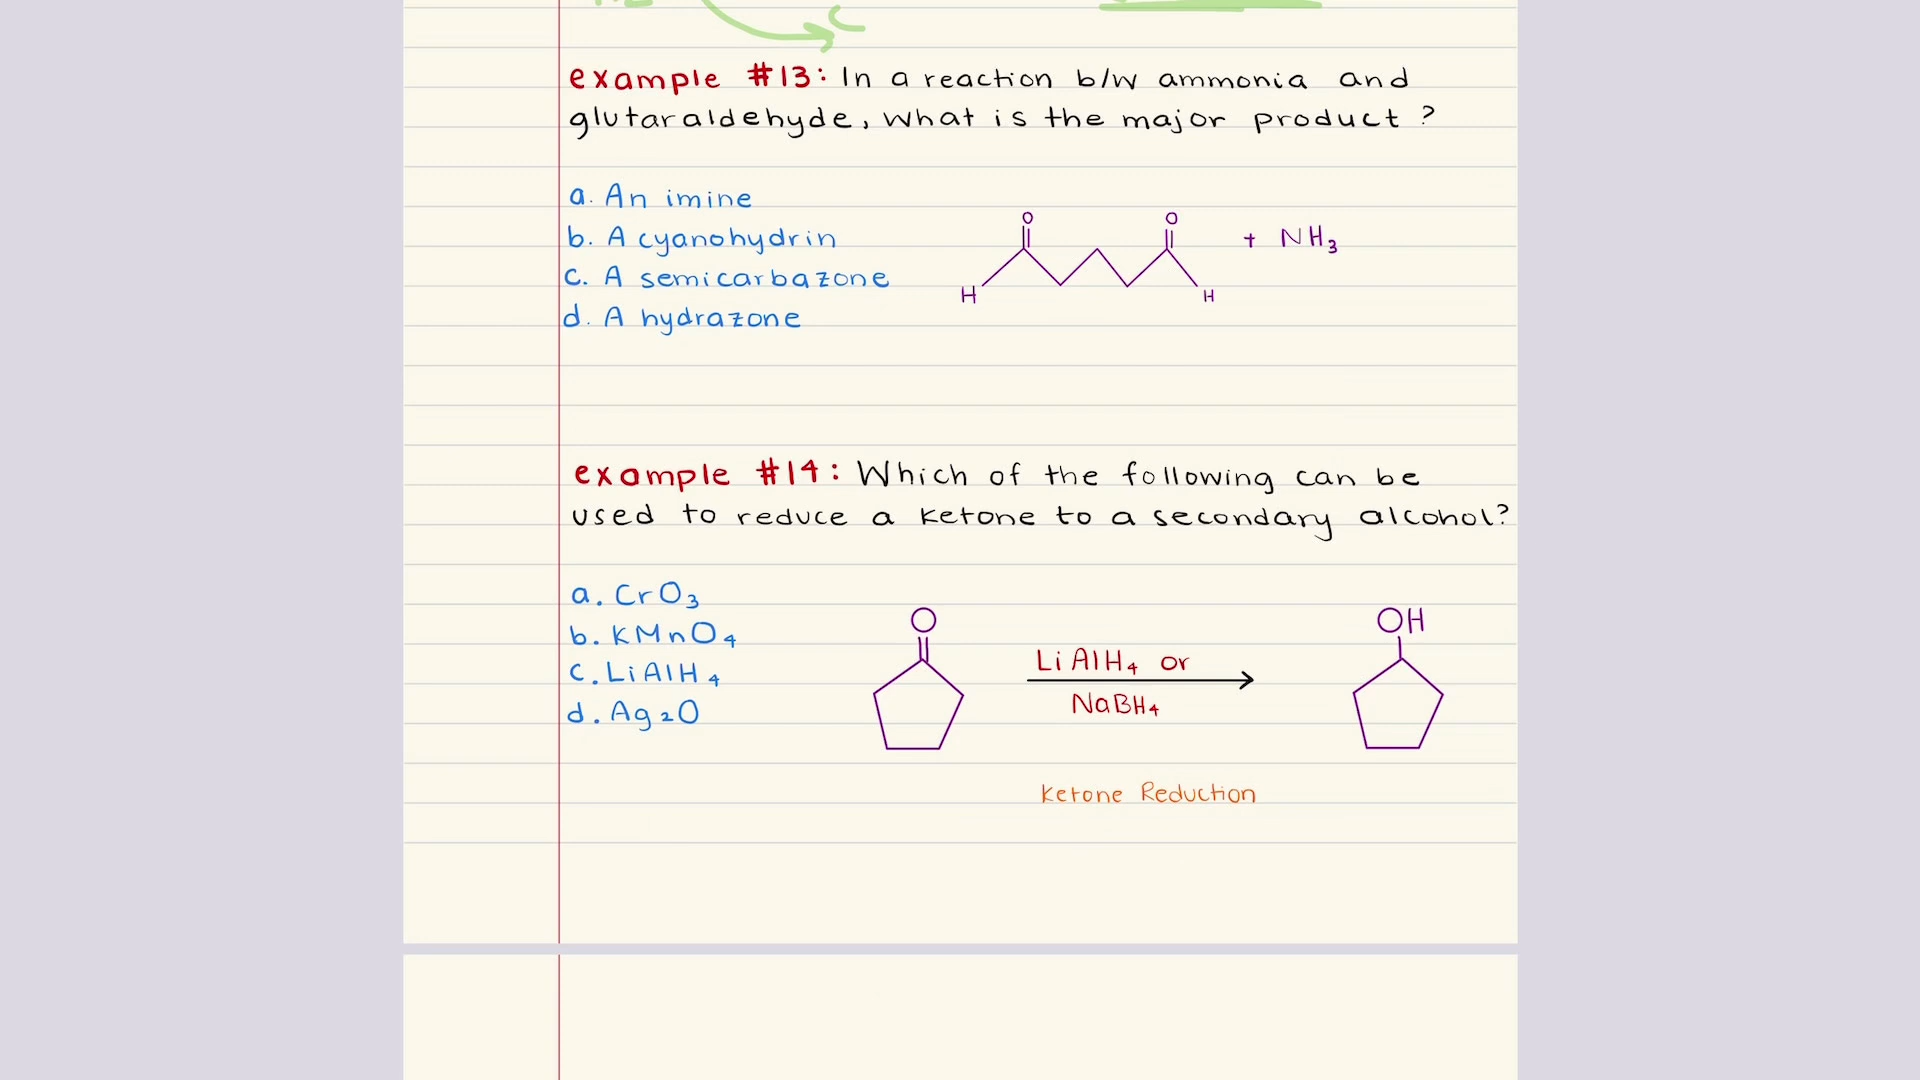 example #13: In a reaction b/w ammonia and
glutaraldehyde, what is the major product?
a. An imine
b. A cyanohydrin
c. A semicarbazone
d. A hydrazone
O O
+ NH3
H H
example #14: Which of the following can be
used to reduce a ketone to a secondary alcohol?
a. CrO3
b. KMnO4
c. LiAlH4
d. Ag2O
O
LiAlH4 or
NaBH4
OH
Ketone Reduction